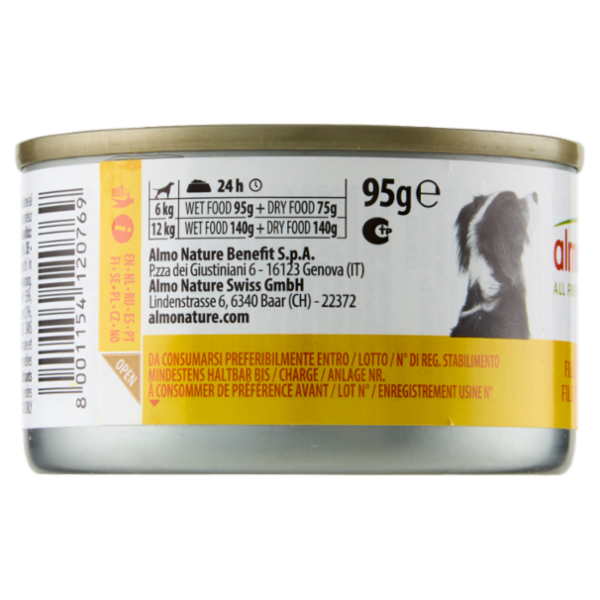 24 h
6 kg WET FOOD 95g + DRY FOOD 75g
12 kg WET FOOD 140g + DRY FOOD 140g
Almo Nature Benefit S.p.A.
P.zza dei Giustiniani 6 - 16123 Genova (IT)
Almo Nature Swiss GmbH
Lindenstrasse 6, 6340 Baar (CH) - 22372
almonature.com
95g℮
DA CONSUMARSI PREFERIBILMENTE ENTRO / LOTTO / N° DI REG. STABILIMENTO
MINDESTENS HALTBAR BIS / CHARGE / ANLAGE NR.
A CONSOMMER DE PRÉFÉRENCE AVANT / LOT N° / ENREGISTREMENT USINE N°
EN • NL • RU • ES • PT
FI • SE • PL • CZ • NO
OPEN
8 001154 120769